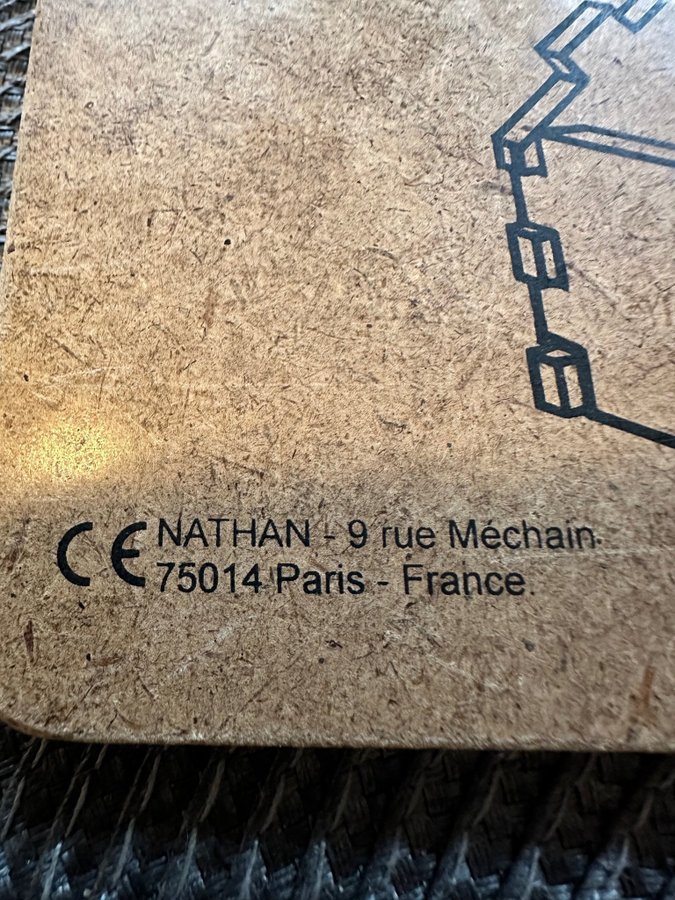 CE NATHAN - 9 rue Méchain
75014 Paris - France.